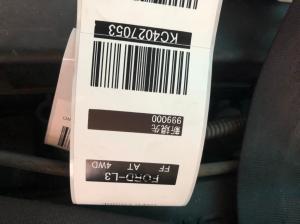 FORD-L3
FF AT 4WD
新規先
999000
KC4027053